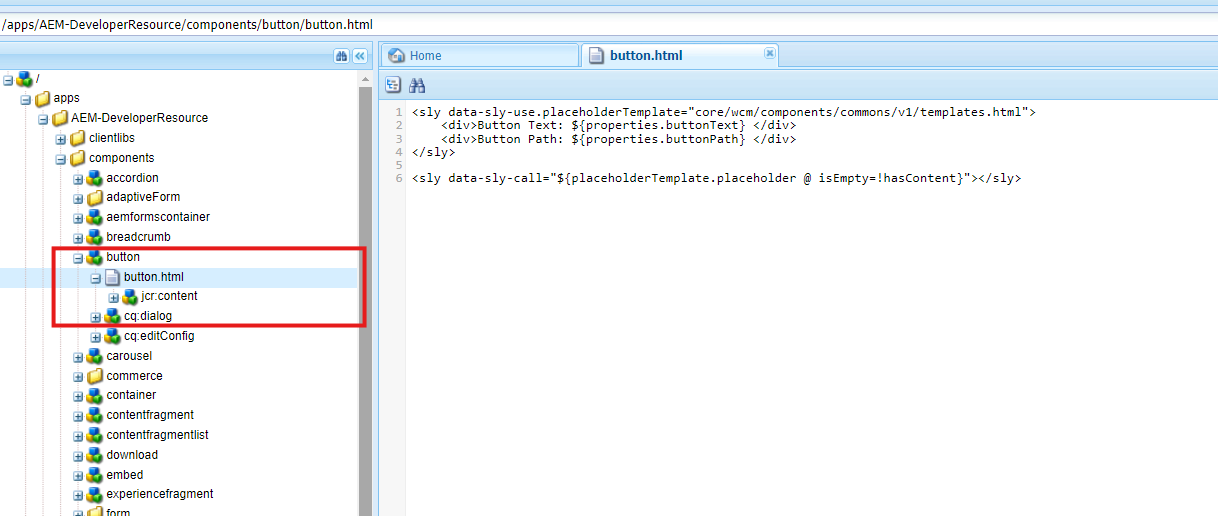 /apps/AEM-DeveloperResource/components/button/button.html
Home
button.html
/
apps
AEM-DeveloperResource
clientlibs
components
accordion
adaptiveForm
aemformscontainer
breadcrumb
button
button.html
jcr:content
cq:dialog
cq:editConfig
carousel
commerce
container
contentfragment
contentfragmentlist
download
embed
experiencefragment
form
1 <sly data-sly-use.placeholderTemplate="core/wcm/components/commons/v1/templates.html">
2 <div>Button Text: ${properties.buttonText} </div>
3 <div>Button Path: ${properties.buttonPath} </div>
4 </sly>
5
6 <sly data-sly-call="${placeholderTemplate.placeholder @ isEmpty=!hasContent}"></sly>